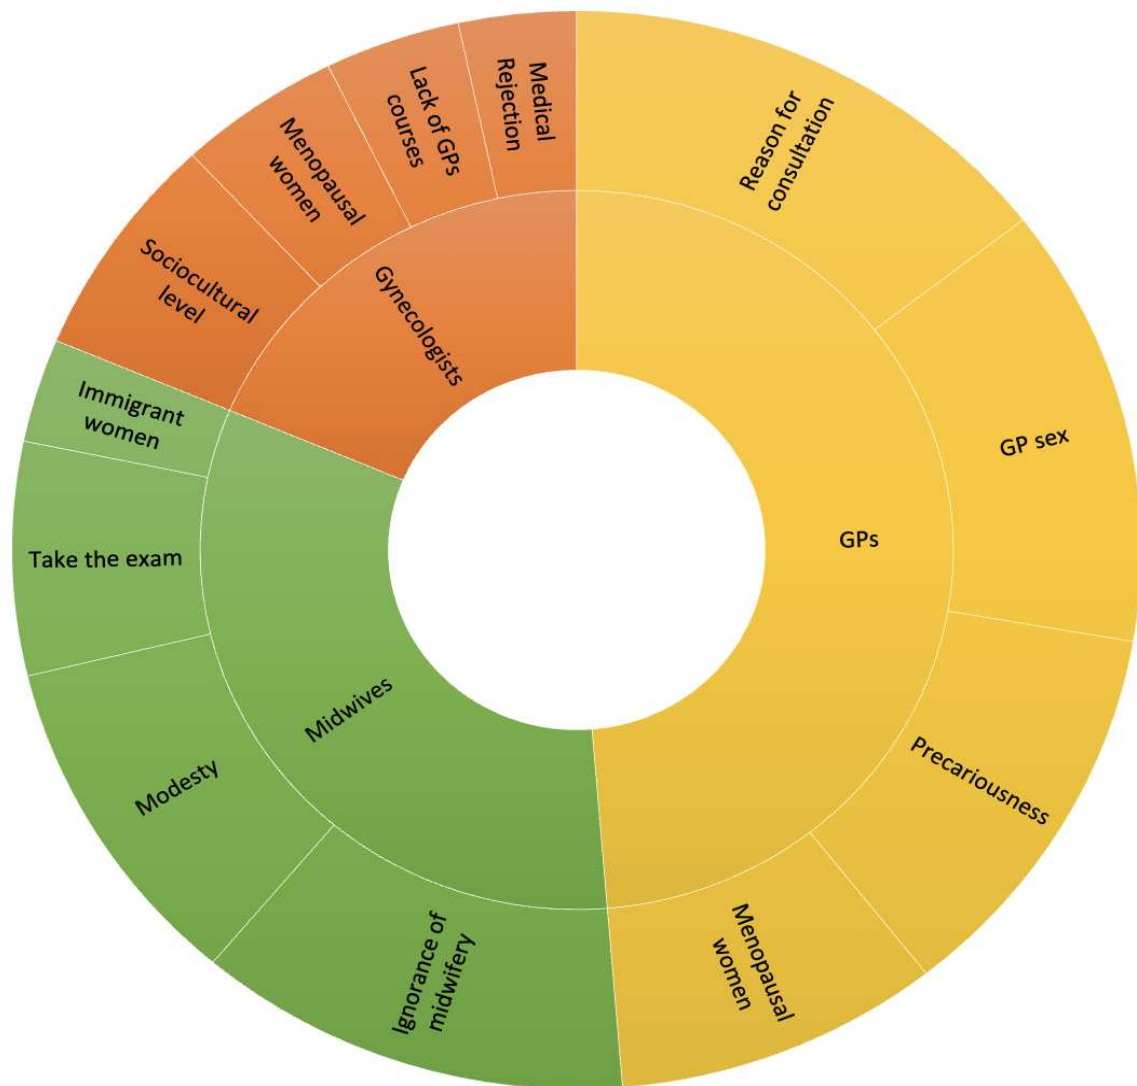 Reason for
consultation
GP sex
Precariousness
Menopausal
women
GPs
Ignorance of
midwifery
Modesty
Take the exam
Immigrant
women
Midwives
Sociocultural
level
Menopausal
women
Lack of GPs
courses
Medical
Rejection
Gynecologists